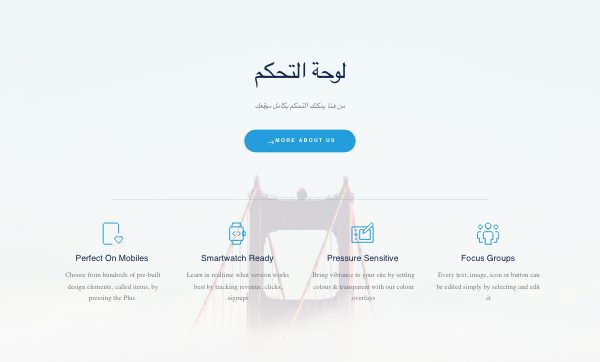 لوحة التحكم
من هنا يمكنك التحكم بكامل موقعك
MORE ABOUT US
Perfect On Mobiles
Choose from hundreds of pre-built
design elements, called items, by
pressing the Plus
Smartwatch Ready
Learn in realtime what version works
best by tracking revenue, clicks,
signups
Pressure Sensitive
Bring vibrancy to your site by setting
colour & transparent with our colour
overlays
Focus Groups
Every text, image, icon or button can
be edited simply by selecting and edit
it